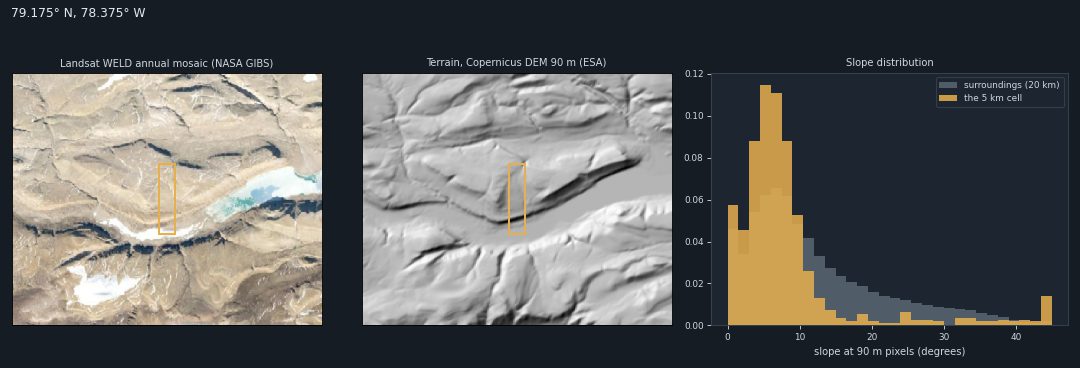 79.175° N, 78.375° W
Landsat WELD annual mosaic (NASA GIBS)
Terrain, Copernicus DEM 90 m (ESA)
Slope distribution
surroundings (20 km)
the 5 km cell
0.12
0.10
0.08
0.06
0.04
0.02
0.00
0 10 20 30 40
slope at 90 m pixels (degrees)